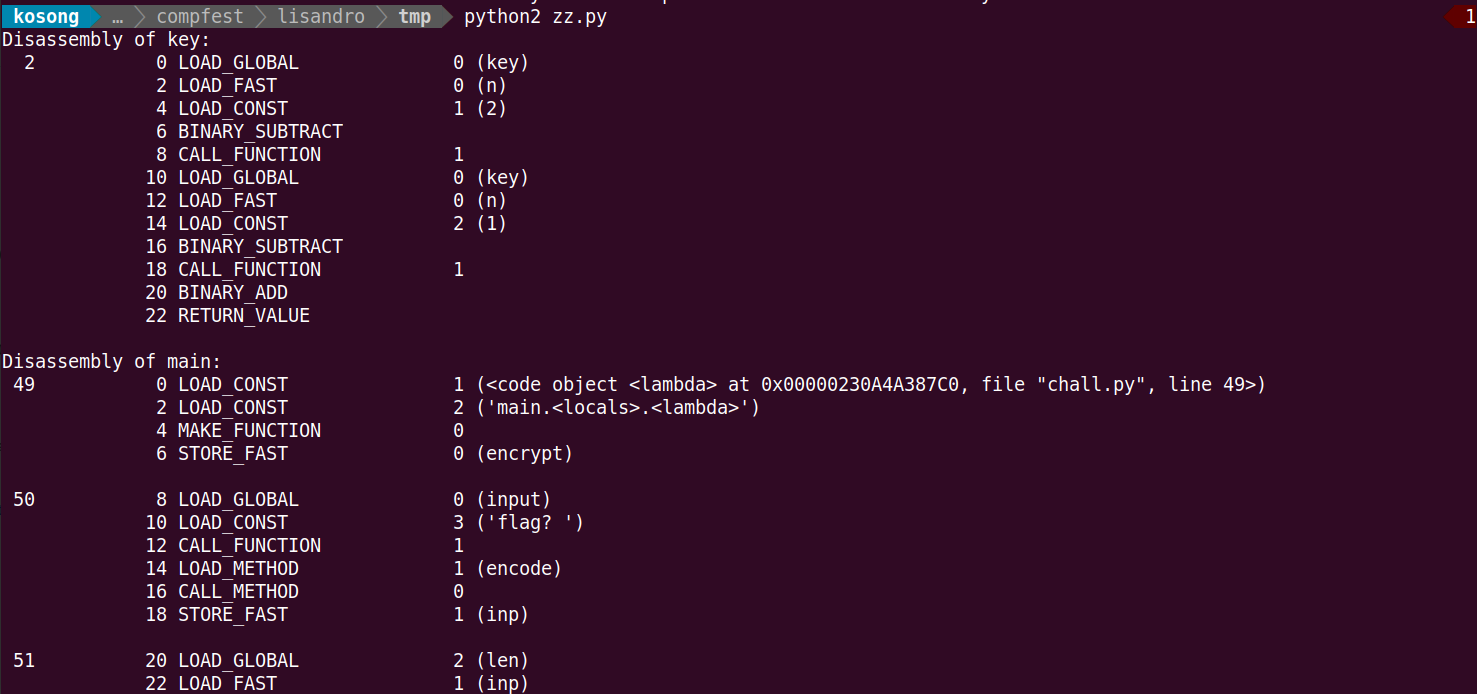 kosong … compfest lisandro tmp python2 zz.py 1
Disassembly of key:
2 0 LOAD_GLOBAL 0 (key)
2 LOAD_FAST 0 (n)
4 LOAD_CONST 1 (2)
6 BINARY_SUBTRACT
8 CALL_FUNCTION 1
10 LOAD_GLOBAL 0 (key)
12 LOAD_FAST 0 (n)
14 LOAD_CONST 2 (1)
16 BINARY_SUBTRACT
18 CALL_FUNCTION 1
20 BINARY_ADD
22 RETURN_VALUE
Disassembly of main:
49 0 LOAD_CONST 1 (<code object <lambda> at 0x00000230A4A387C0, file "chall.py", line 49>)
2 LOAD_CONST 2 ('main.<locals>.<lambda>')
4 MAKE_FUNCTION 0
6 STORE_FAST 0 (encrypt)
50 8 LOAD_GLOBAL 0 (input)
10 LOAD_CONST 3 ('flag? ')
12 CALL_FUNCTION 1
14 LOAD_METHOD 1 (encode)
16 CALL_METHOD 0
18 STORE_FAST 1 (inp)
51 20 LOAD_GLOBAL 2 (len)
22 LOAD_FAST 1 (inp)